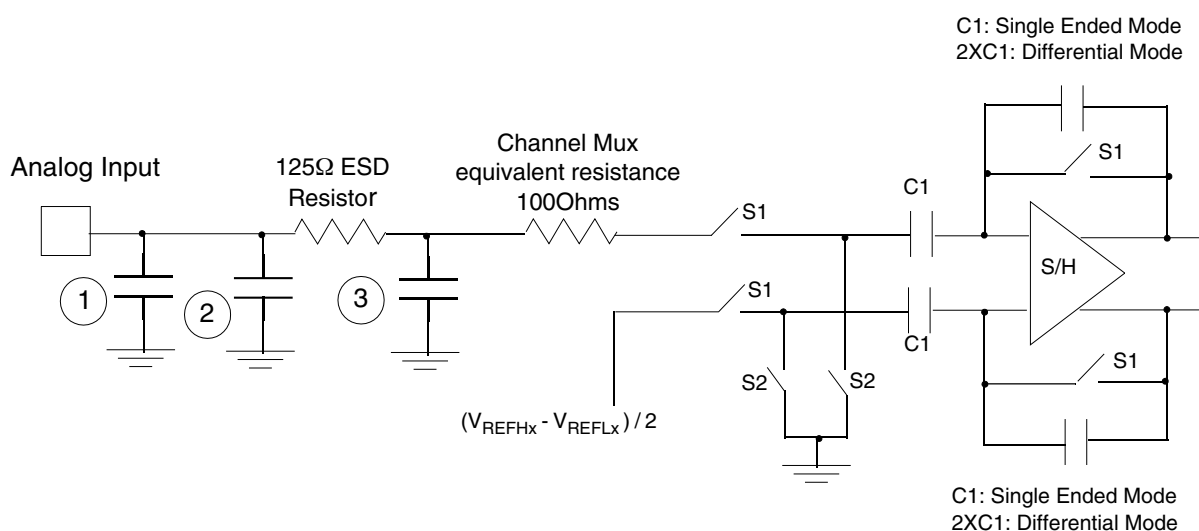 C1: Single Ended Mode
2XC1: Differential Mode
Analog Input
125Ω ESD
Resistor
Channel Mux
equivalent resistance
100Ohms
S1
C1
S1
S/H
1
2
3
S1
C1
S1
S2
S2
(VREFHx - VREFLx) / 2
C1: Single Ended Mode
2XC1: Differential Mode